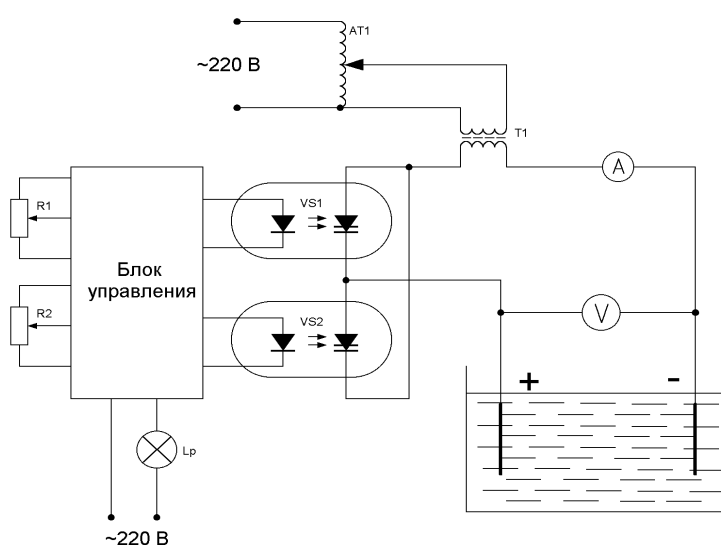 AT1
~220 В
T1
A
R1
VS1
Блок
управления
R2
VS2
V
+ -
Lp
~220 В